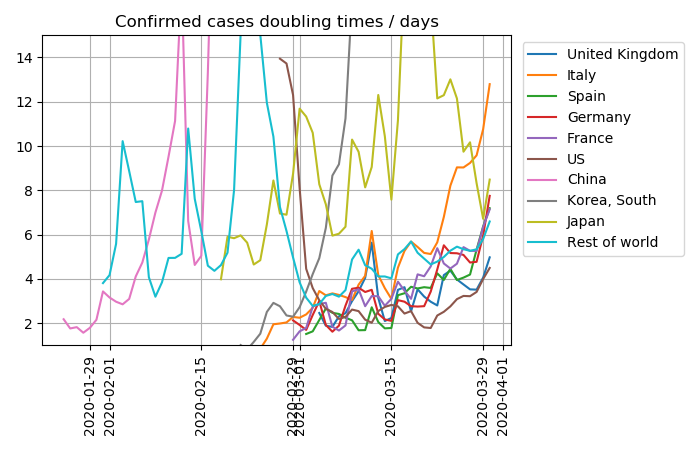 Confirmed cases doubling times / days
14
12
10
8
6
4
2
2020-01-29
2020-02-01
2020-02-15
2020-02-29
2020-03-01
2020-03-15
2020-03-29
2020-04-01
United Kingdom
Italy
Spain
Germany
France
US
China
Korea, South
Japan
Rest of world